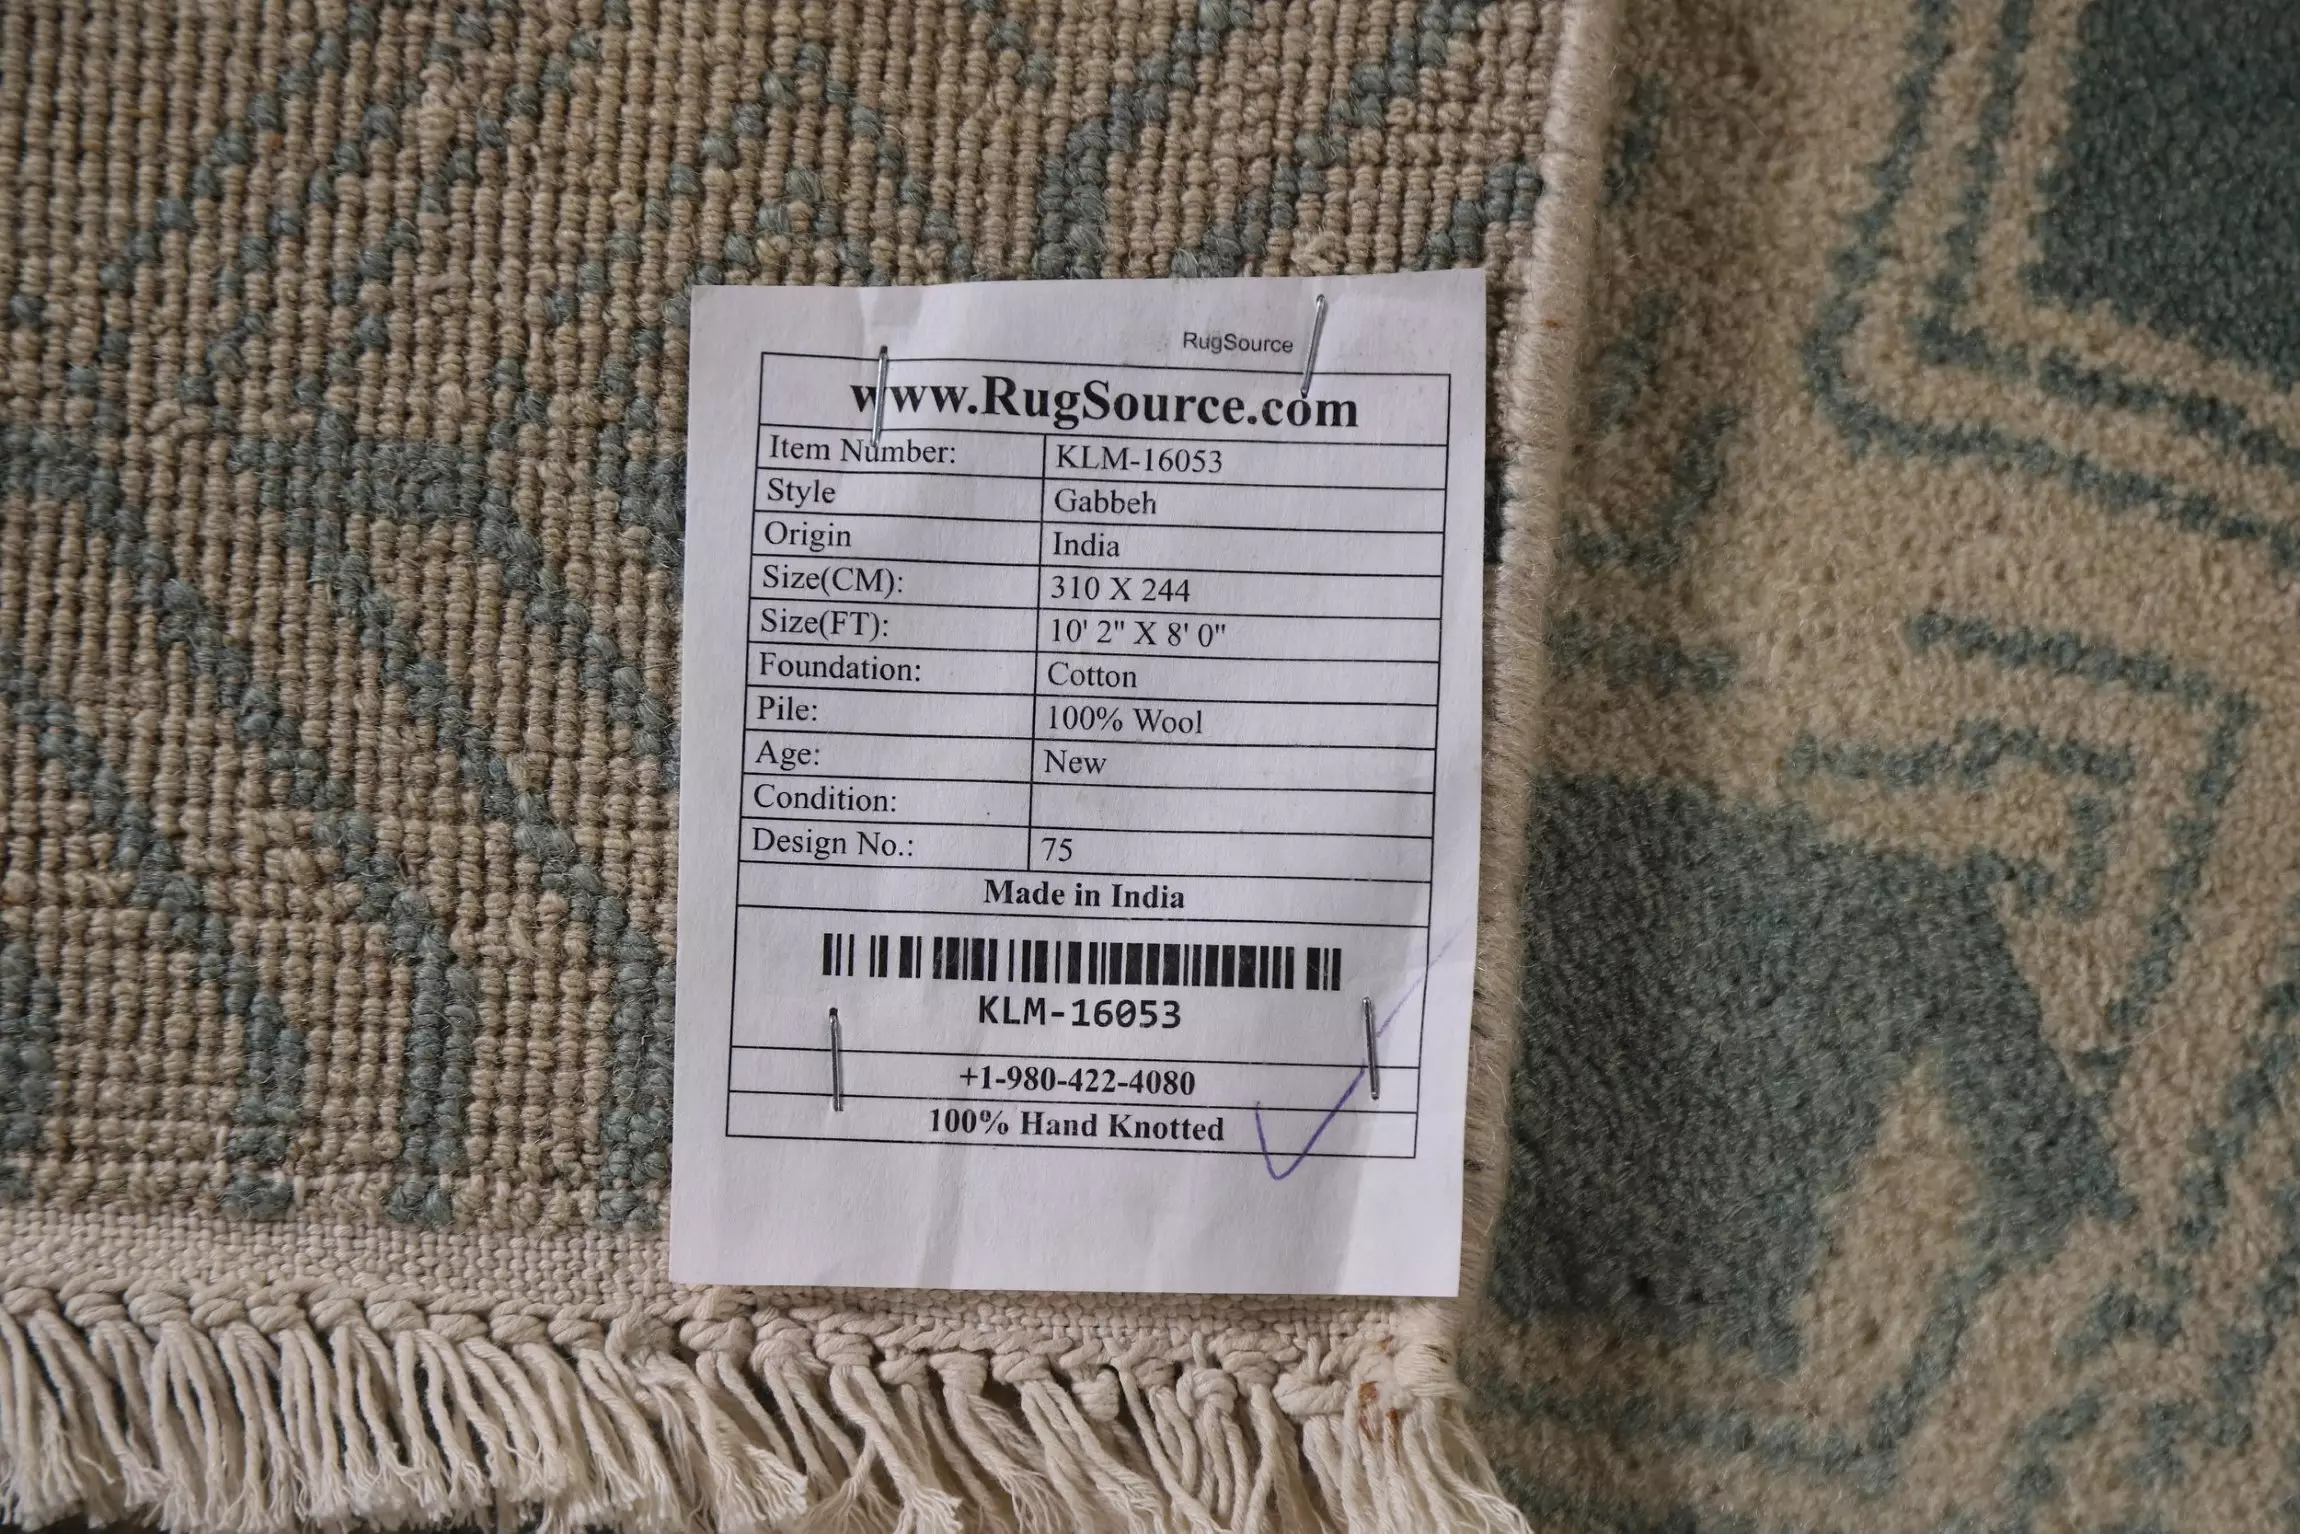 RugSource
www.RugSource.com
Item Number: KLM-16053
Style Gabbeh
Origin India
Size(CM): 310 X 244
Size(FT): 10' 2" X 8' 0"
Foundation: Cotton
Pile: 100% Wool
Age: New
Condition:
Design No.: 75
Made in India
KLM-16053
+1-980-422-4080
100% Hand Knotted